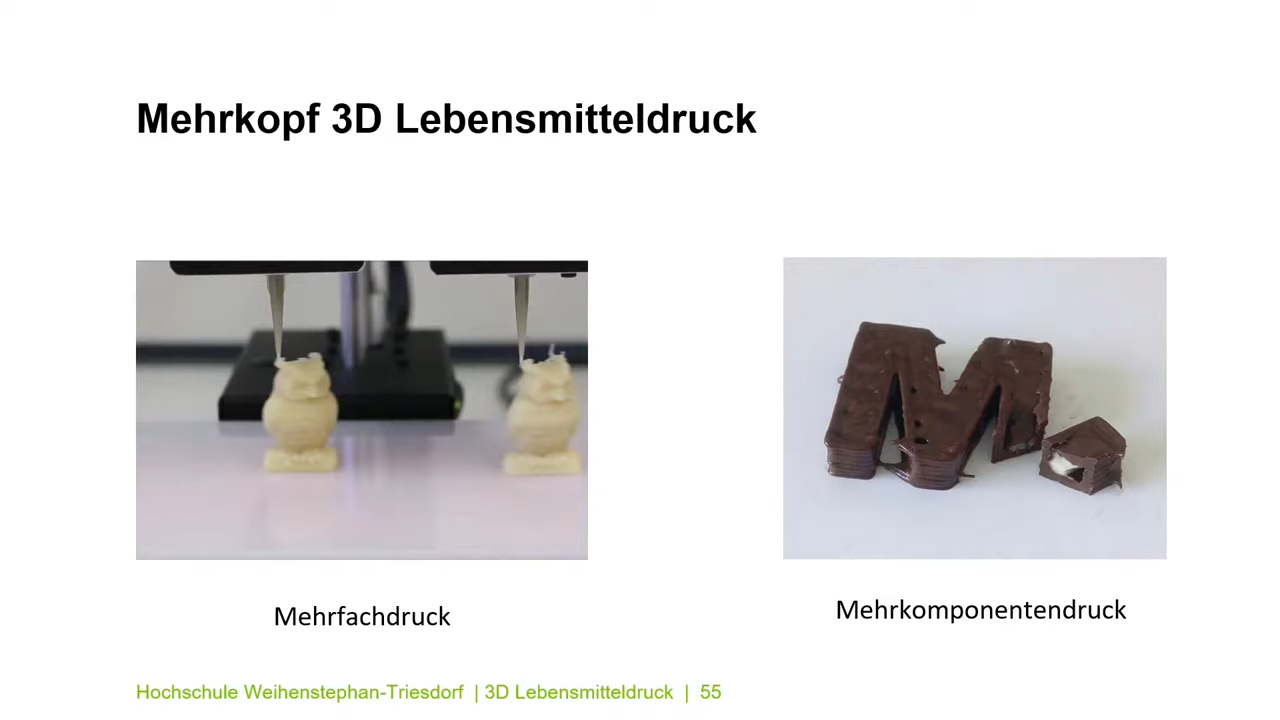 Mehrkopf 3D Lebensmitteldruck
Mehrfachdruck
Mehrkomponentendruck
Hochschule Weihenstephan-Triesdorf | 3D Lebensmitteldruck | 55